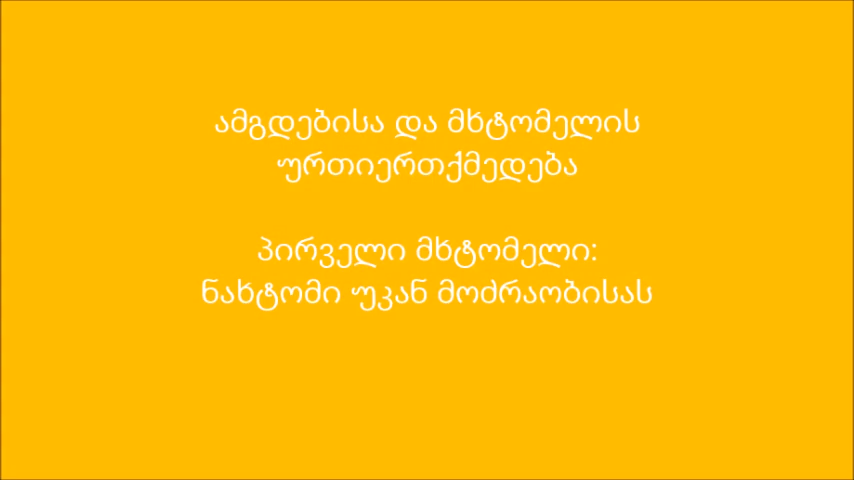 ამგდებისა და მხტომელის
ურთიერთქმედება
პირველი მხტომელი:
ნახტომი უკან მოძრაობისას